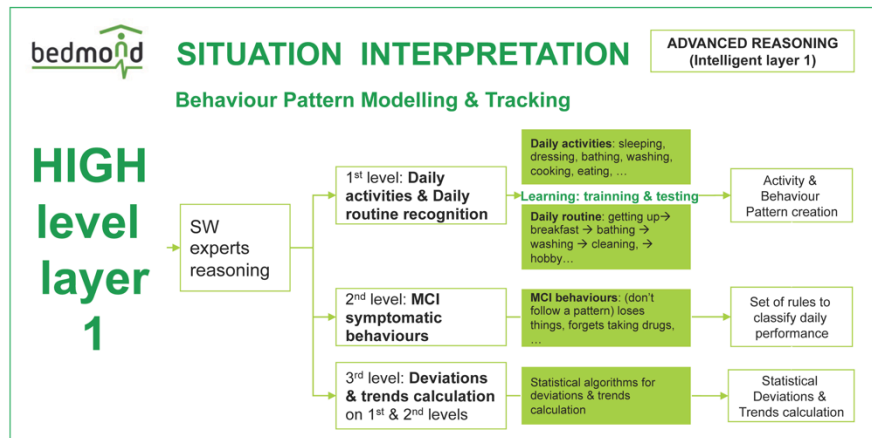 bedmond
SITUATION INTERPRETATION
ADVANCED REASONING
(Intelligent layer 1)
Behaviour Pattern Modelling & Tracking
HIGH
level
layer
1
SW
experts
reasoning
1st level: Daily
activities & Daily
routine recognition
Daily activities: sleeping,
dressing, bathing, washing,
cooking, eating, ...
Learning: trainning & testing
Daily routine: getting up→
breakfast → bathing →
washing → cleaning, →
hobby…
Activity &
Behaviour
Pattern creation
2nd level: MCI
symptomatic
behaviours
MCI behaviours: (don't
follow a pattern) loses
things, forgets taking drugs,
…
Set of rules to
classify daily
performance
3rd level: Deviations
& trends calculation
on 1st & 2nd levels
Statistical algorithms for
deviations & trends
calculation
Statistical
Deviations &
Trends calculation